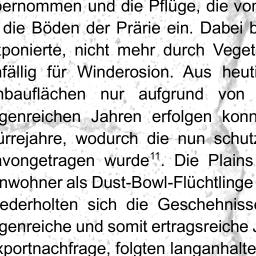 bernommen und die Pflüge, die von
die Böden der Prärie ein. Dabei b
xponierte, nicht mehr durch Veget
fällig für Winderosion. Aus heuti
nbauflächen nur aufgrund von
genreichen Jahren erfolgen konn
ürrejahre, wodurch die nun schutz
avongetragen wurde¹¹. Die Plains
nwohner als Dust-Bowl-Flüchtlinge
ederholten sich die Geschehnisse
genreiche und somit ertragsreiche J
xportnachfrage, folgten langanhalte